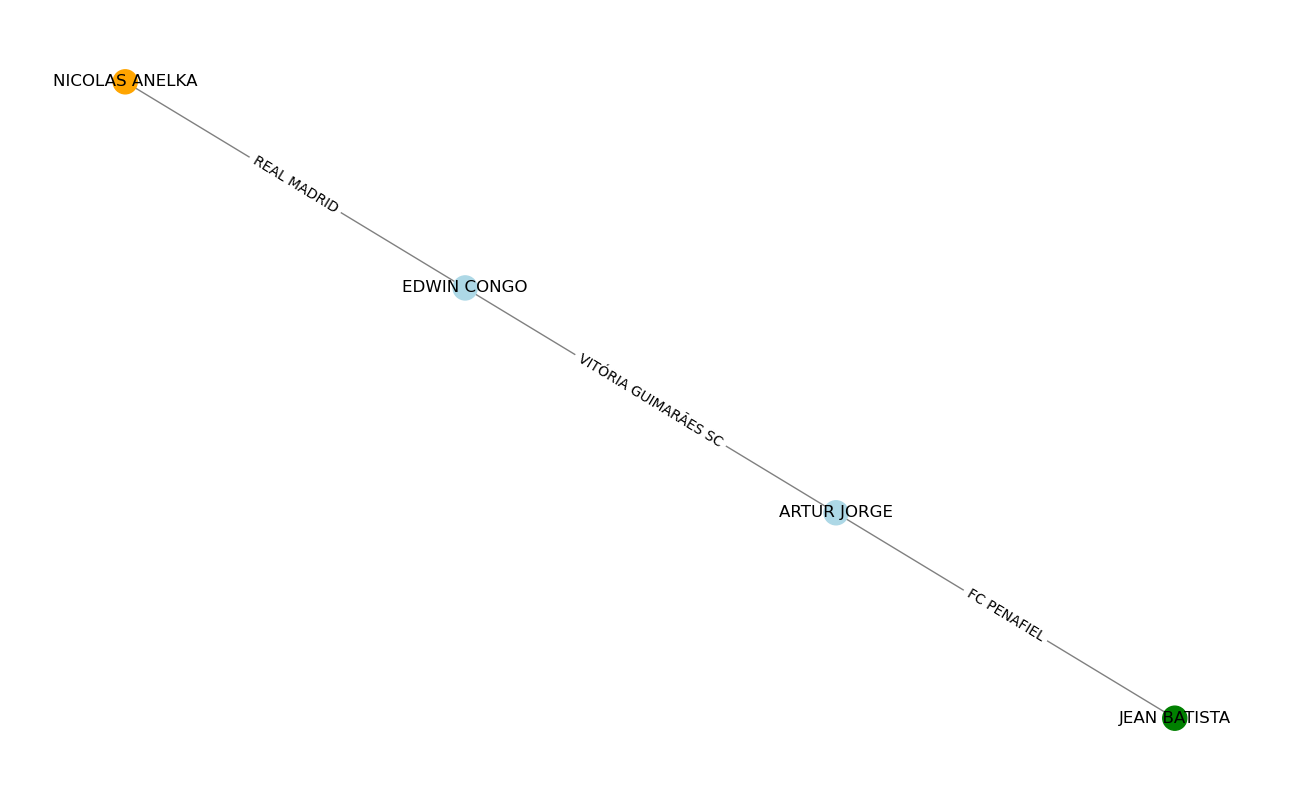 NICOLAS ANELKA
REAL MADRID
EDWIN CONGO
VITÓRIA GUIMARÃES SC
ARTUR JORGE
FC PENAFIEL
JEAN BATISTA